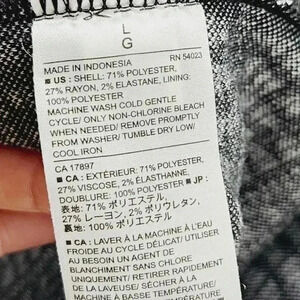 L
G
MADE IN INDONESIA RN 54023
■ US : SHELL: 71% POLYESTER,
27% RAYON, 2% ELASTANE, LINING:
100% POLYESTER
MACHINE WASH COLD GENTLE
CYCLE/ ONLY NON-CHLORINE BLEACH
WHEN NEEDED/ REMOVE PROMPTLY
FROM WASHER/ TUMBLE DRY LOW/
COOL IRON
CA 17897
■ CA : EXTÉRIEUR: 71% POLYESTER,
27% VISCOSE, 2% ÉLASTHANNE,
DOUBLURE: 100% POLYESTER ■ JP :
表地: 71% ポリエステル,
27% レーヨン, 2% ポリウレタン,
裏地: 100% ポリエステル
■ CA : LAVER À LA MACHINE À L'EAU
FROIDE AU CYCLE DÉLICAT/ UTILISER
AU BESOIN UN AGENT DE
BLANCHIMENT SANS CHLORE
UNIQUEMENT/ RETIRER RAPIDEMENT
DE LA LAVEUSE/ SÉCHER À LA